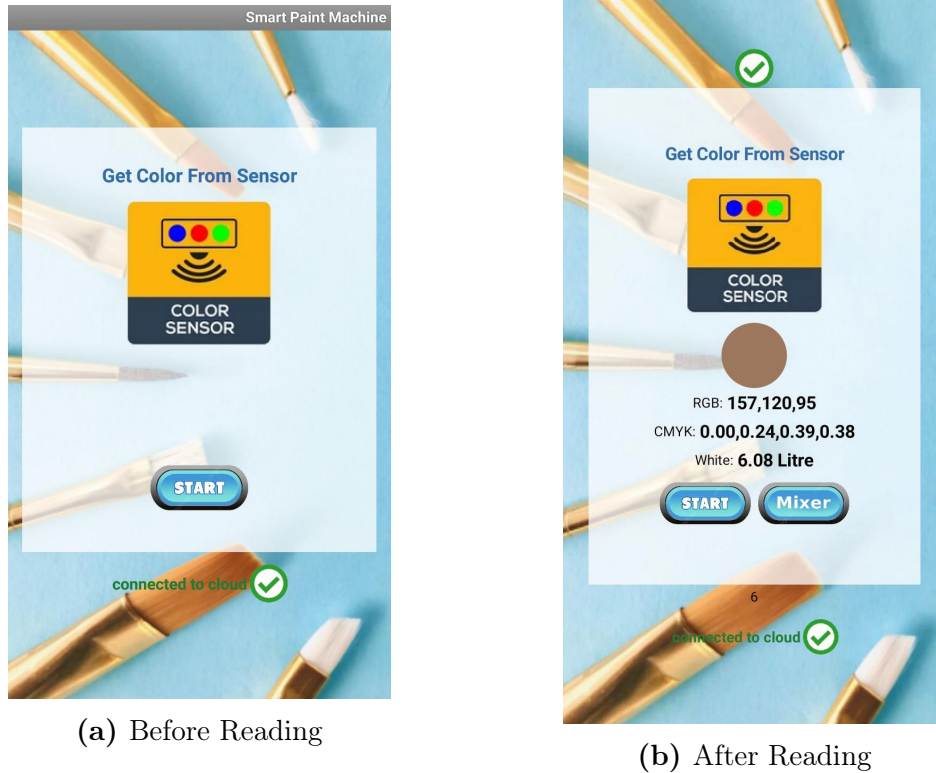 Smart Paint Machine
Get Color From Sensor
COLOR
SENSOR
START
connected to cloud
(a) Before Reading
Get Color From Sensor
COLOR
SENSOR
RGB: 157,120,95
CMYK: 0.00,0.24,0.39,0.38
White: 6.08 Litre
START Mixer
6
connected to cloud
(b) After Reading